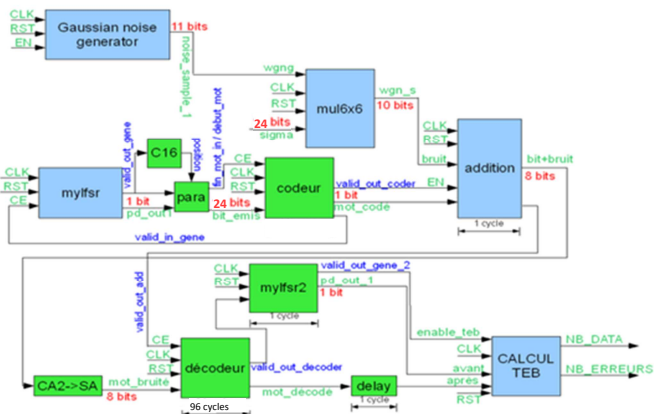 CLK
RST
EN
Gaussian noise generator
11 bits
noise_sample_1
wgng
CLK
RST
24 bits
sigma
mul6x6
wgn_s
10 bits
CLK
RST
bruit
EN
addition
bit+bruit
8 bits
1 cycle
CLK
RST
CE
mylfsr
valid_out_gene
C16
position
1 bit
pd_out1
para
fin_mot_in / debut_mot
24 bits
bit_emis
CE
CLK
RST
codeur
valid_out_coder
1 bit
mot_code
valid_in_gene
valid_out_add
CLK
RST
mylfsr2
1 cycle
valid_out_gene_2
pd_out_1
1 bit
CE
CLK
RST
décodeur
valid_out_decoder
mot_décode
96 cycles
CA2->SA
mot_bruité
8 bits
delay
1 cycle
enable_teb
CLK
avant
après
RST
CALCUL TEB
NB_DATA
NB_ERREURS